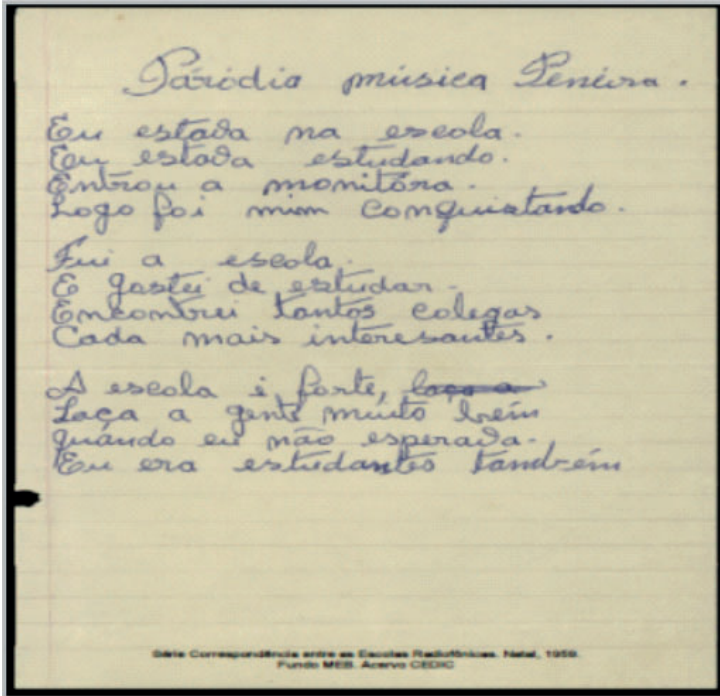 Paródia música Peneira.
Eu estava na escola.
Eu estava estudando.
Entrou a monitôra.
Logo foi mim conquistando.
Fui a escola.
E gostei de estudar.
Encontrei tantos colegas
Cada mais interesantes.
A escola é forte, laça a
Laça a gente muito bem
quando eu não esperava.
Eu era estudantes também
Série Correspondência entre as Escolas Radiofônicas. Natal, 1959.
Fundo MEB. Acervo CEDIC